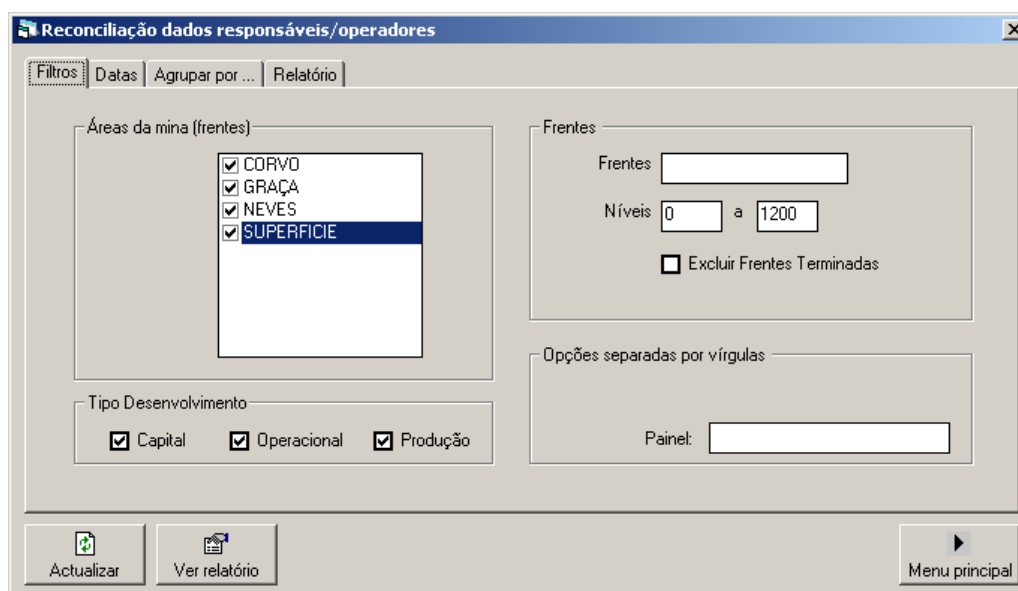 Reconciliação dados responsáveis/operadores
Filtros Datas Agrupar por ... Relatório
Áreas da mina (frentes)
CORVO
GRAÇA
NEVES
SUPERFICIE
Tipo Desenvolvimento
Capital Operacional Produção
Frentes
Frentes
Níveis 0 a 1200
Excluir Frentes Terminadas
Opções separadas por vírgulas
Painel:
Actualizar Ver relatório Menu principal